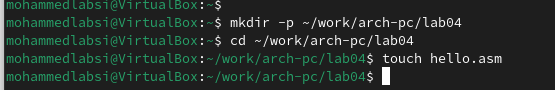 mohammedlabsi@VirtualBox:~$
mohammedlabsi@VirtualBox:~$ mkdir -p ~/work/arch-pc/lab04
mohammedlabsi@VirtualBox:~$ cd ~/work/arch-pc/lab04
mohammedlabsi@VirtualBox:~/work/arch-pc/lab04$ touch hello.asm
mohammedlabsi@VirtualBox:~/work/arch-pc/lab04$